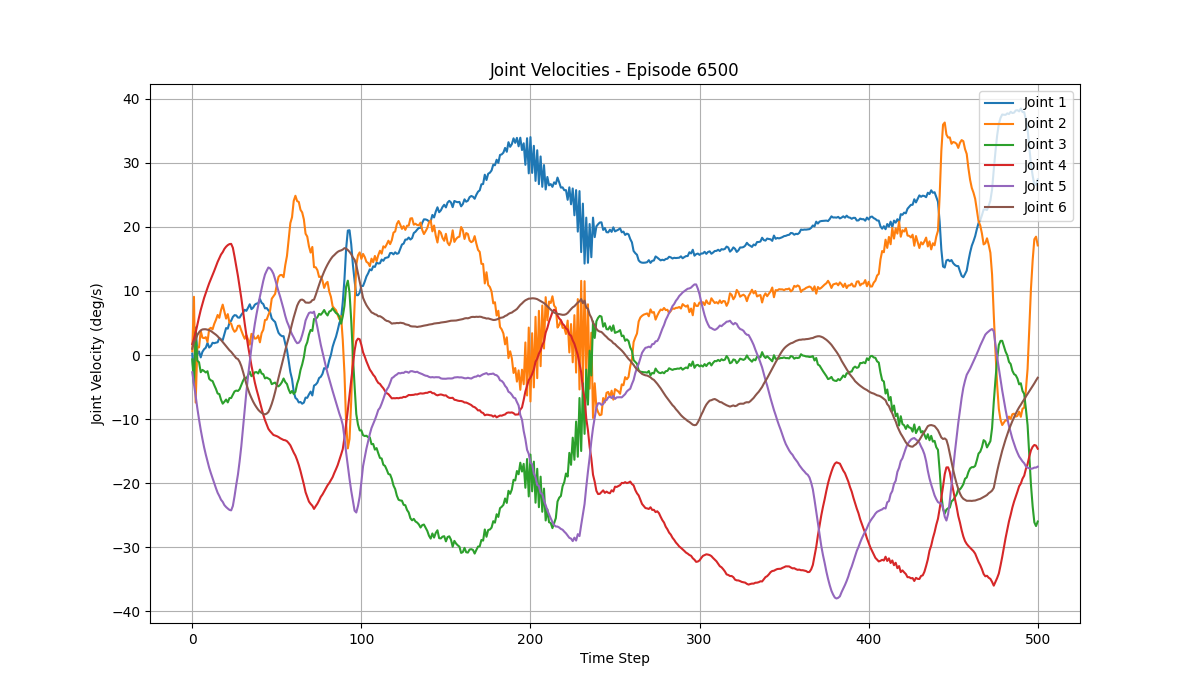 Joint Velocities - Episode 6500
Joint Velocity (deg/s)
40
30
20
10
0
−10
−20
−30
−40
Joint 1
Joint 2
Joint 3
Joint 4
Joint 5
Joint 6
0
100
200
300
400
500
Time Step